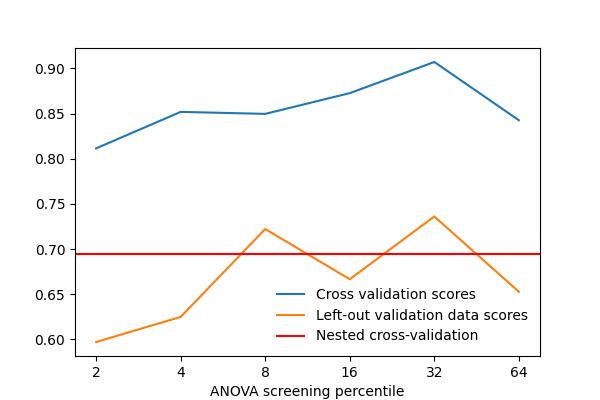 0.90
0.85
0.80
0.75
0.70
0.65
0.60
Cross validation scores
Left-out validation data scores
Nested cross-validation
2 4 8 16 32 64
ANOVA screening percentile